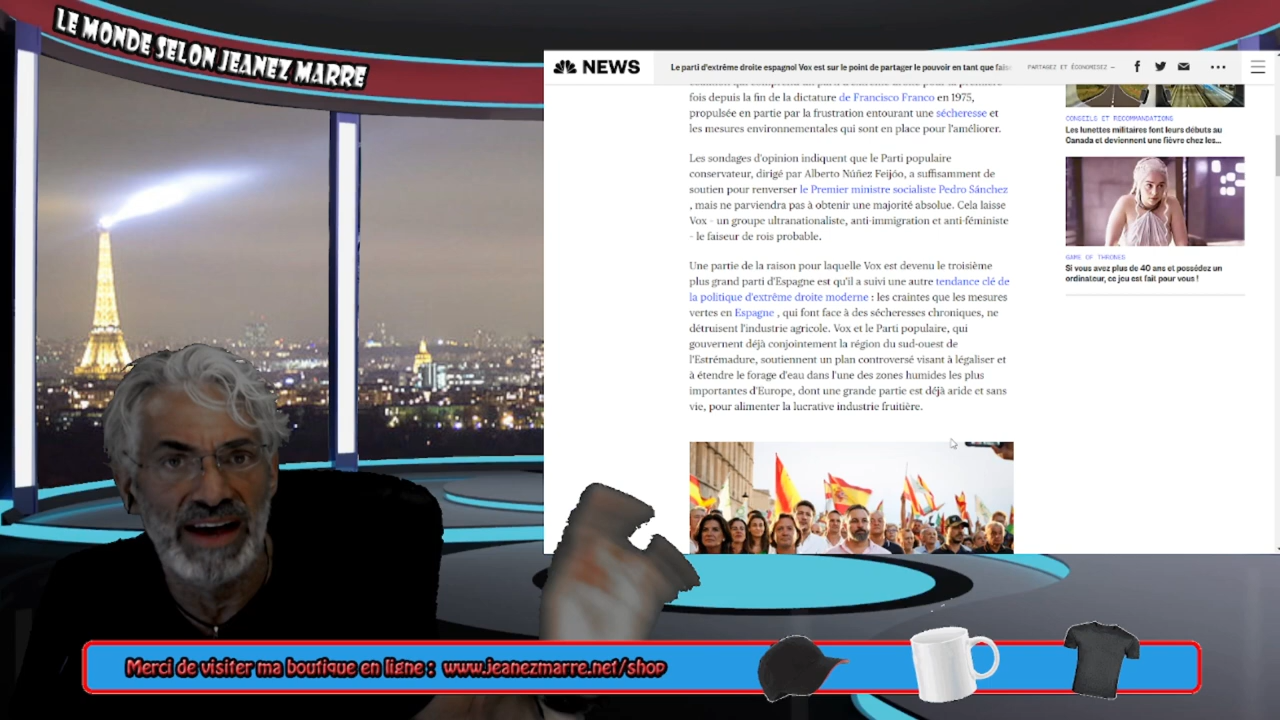 LE MONDE SELON JEANEZ MARRE
NEWS
Le parti d'extrême droite espagnol Vox est sur le point de partager le pouvoir en tant que fais
PARTAGEZ ET ÉCONOMISEZ —
fois depuis la fin de la dictature de Francisco Franco en 1975,
propulsée en partie par la frustration entourant une sécheresse et
les mesures environnementales qui sont en place pour l'améliorer.
Les sondages d'opinion indiquent que le Parti populaire
conservateur, dirigé par Alberto Núñez Feijóo, a suffisamment de
soutien pour renverser le Premier ministre socialiste Pedro Sánchez
, mais ne parviendra pas à obtenir une majorité absolue. Cela laisse
Vox - un groupe ultranationaliste, anti-immigration et anti-féministe
- le faiseur de rois probable.
Une partie de la raison pour laquelle Vox est devenu le troisième
plus grand parti d'Espagne est qu'il a suivi une autre tendance clé de
la politique d'extrême droite moderne : les craintes que les mesures
vertes en Espagne , qui font face à des sécheresses chroniques, ne
détruisent l'industrie agricole. Vox et le Parti populaire, qui
gouvernent déjà conjointement la région du sud-ouest de
l'Estrémadure, soutiennent un plan controversé visant à légaliser et
à étendre le forage d'eau dans l'une des zones humides les plus
importantes d'Europe, dont une grande partie est déjà aride et sans
vie, pour alimenter la lucrative industrie fruitière.
CONSEILS ET RECOMMANDATIONS
Les lunettes militaires font leurs débuts au
Canada et deviennent une fièvre chez les...
GAME OF THRONES
Si vous avez plus de 40 ans et possédez un
ordinateur, ce jeu est fait pour vous !
Merci de visiter ma boutique en ligne : www.jeanezmarre.net/shop